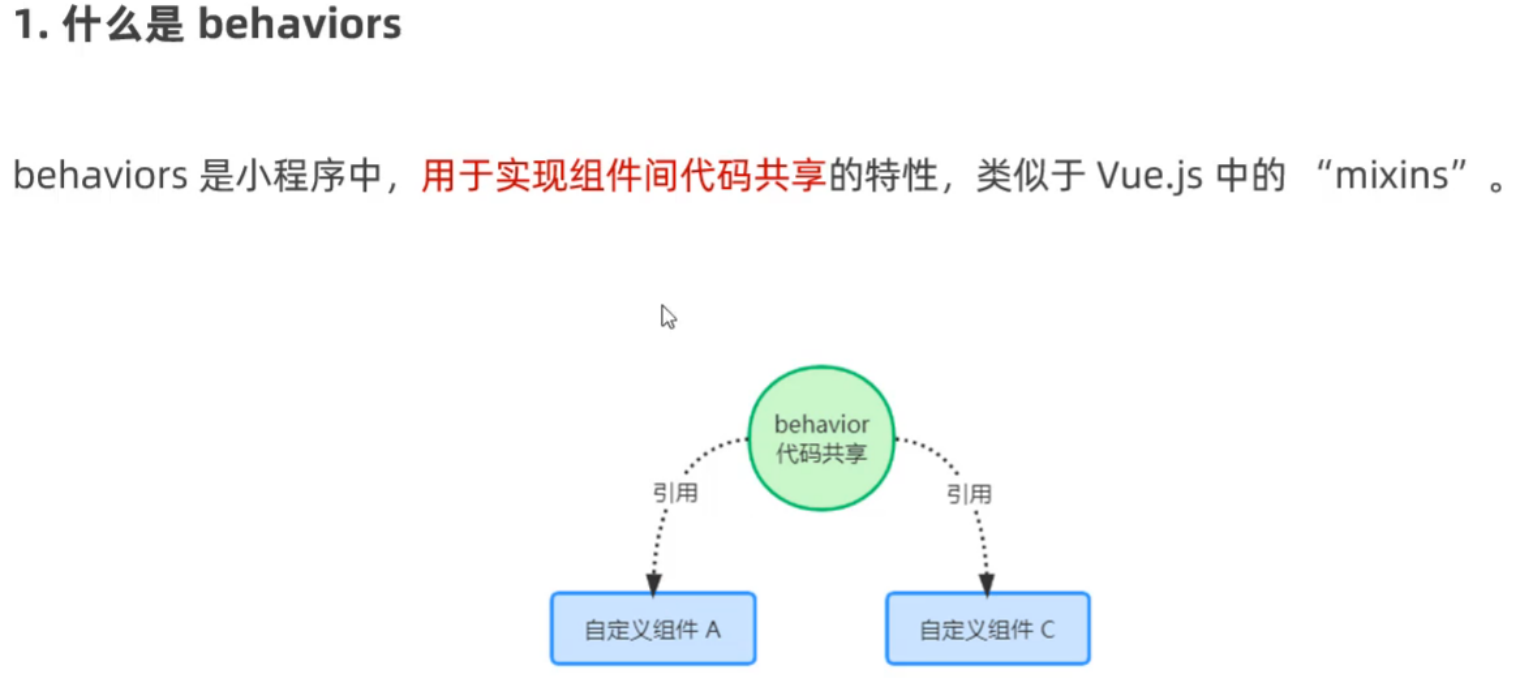 1. 什么是 behaviors
behaviors 是小程序中，用于实现组件间代码共享的特性，类似于 Vue.js 中的 “mixins” 。
behavior
代码共享
引用
引用
自定义组件 A
自定义组件 C